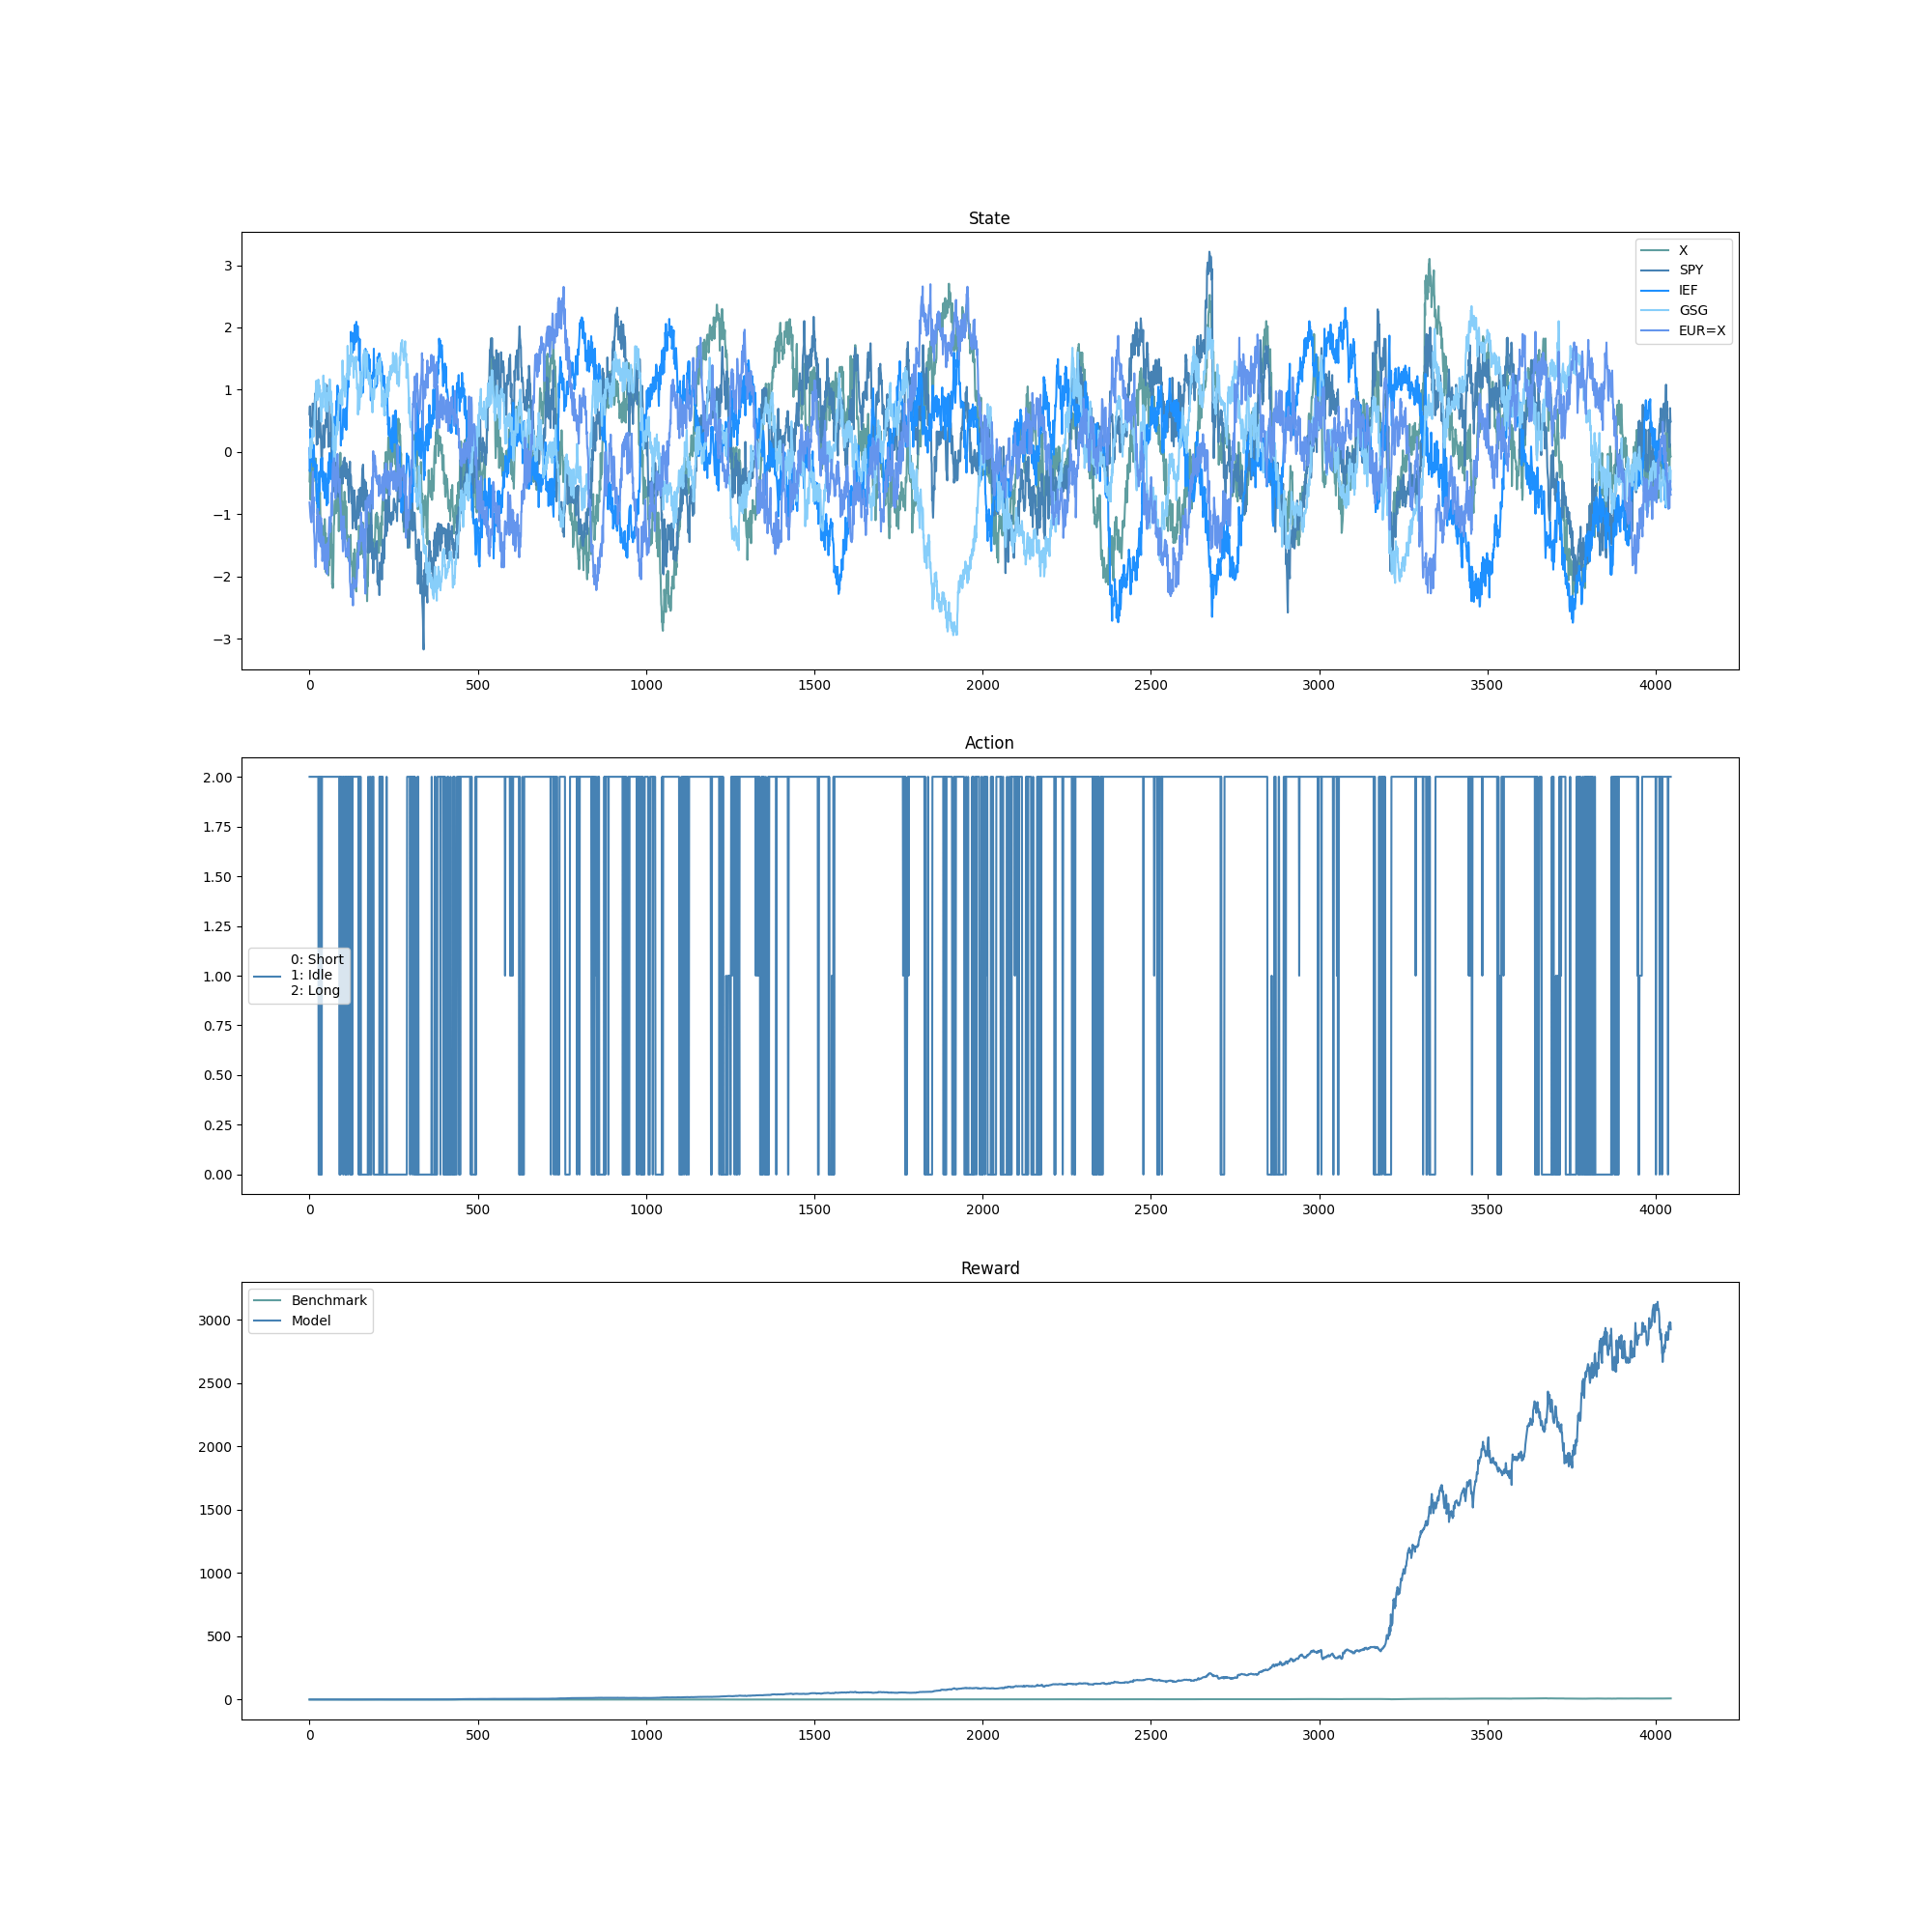 State
3
2
1
0
−1
−2
−3
X
SPY
IEF
GSG
EUR=X
0 500 1000 1500 2000 2500 3000 3500 4000
Action
2.00
1.75
1.50
1.25
1.00
0.75
0.50
0.25
0.00
0: Short
1: Idle
2: Long
0 500 1000 1500 2000 2500 3000 3500 4000
Reward
Benchmark
Model
3000
2500
2000
1500
1000
500
0
0 500 1000 1500 2000 2500 3000 3500 4000